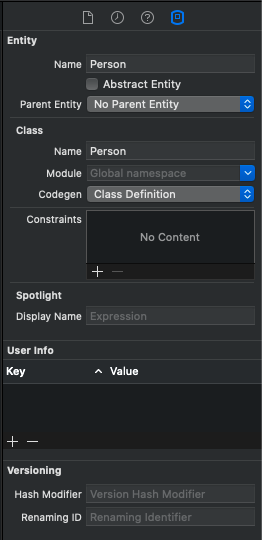 Entity
Name Person
Abstract Entity
Parent Entity No Parent Entity
Class
Name Person
Module Global namespace
Codegen Class Definition
Constraints
No Content
Spotlight
Display Name Expression
User Info
Key Value
Versioning
Hash Modifier Version Hash Modifier
Renaming ID Renaming Identifier